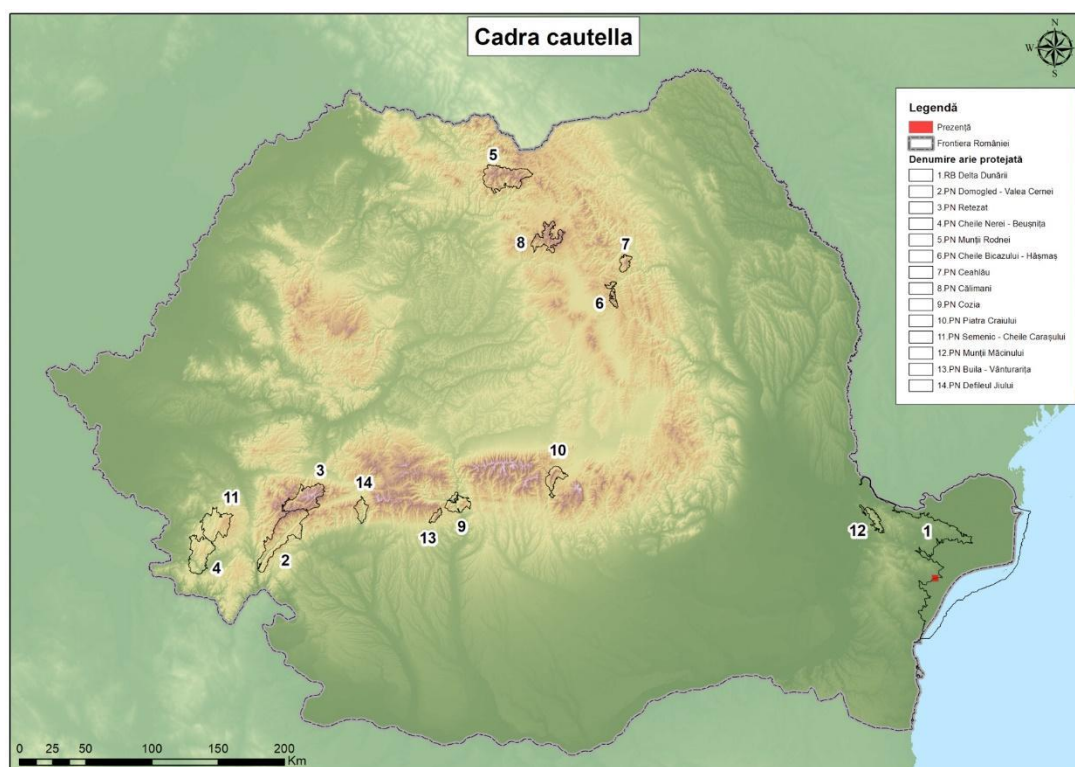 Cadra cautella
N
W
E
S
Legendă
Prezență
Frontiera României
Denumire arie protejată
1.RB Delta Dunării
2.PN Domogled - Valea Cernei
3.PN Retezat
4.PN Cheile Nerei - Beușnița
5.PN Munții Rodnei
6.PN Cheile Bicazului - Hășmaș
7.PN Ceahlău
8.PN Călimani
9.PN Cozia
10.PN Piatra Craiului
11.PN Semenic - Cheile Carașului
12.PN Munții Măcinului
13.PN Buila - Vânturarița
14.PN Defileul Jiului
5
8
7
6
10
3
14
11
9
13
4
2
12
1
0 25 50 100 150 200
Km